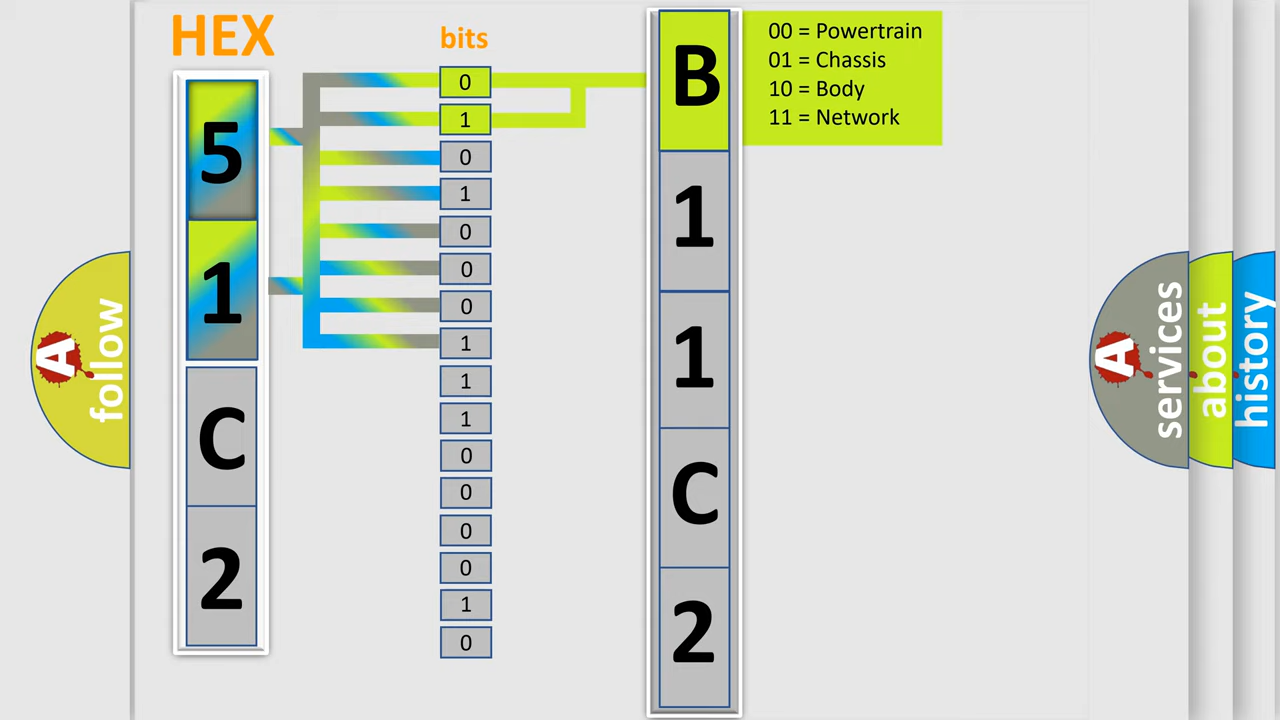 HEX
5
1
C
2
bits
0
1
0
1
0
0
0
1
1
1
0
0
0
0
1
0
B
1
1
C
2
00 = Powertrain
01 = Chassis
10 = Body
11 = Network
A
follow
A
services
about
history